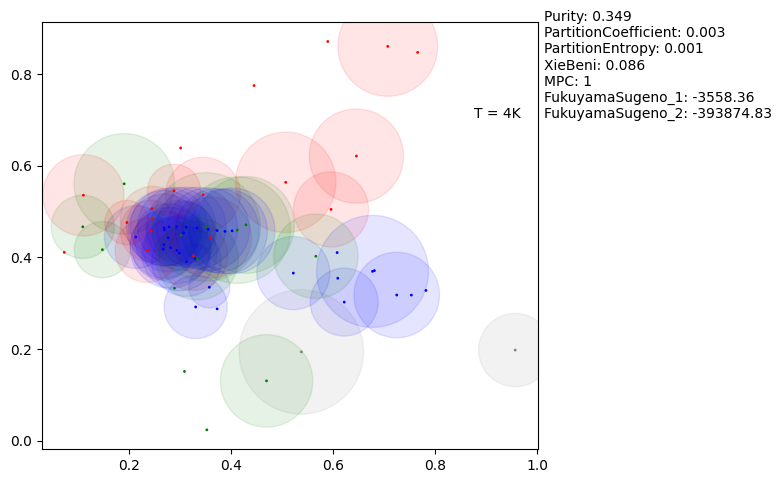 Purity: 0.349
PartitionCoefficient: 0.003
PartitionEntropy: 0.001
XieBeni: 0.086
MPC: 1
FukuyamaSugeno_1: -3558.36
FukuyamaSugeno_2: -393874.83
T = 4K
0.8
0.6
0.4
0.2
0.0
0.2 0.4 0.6 0.8 1.0